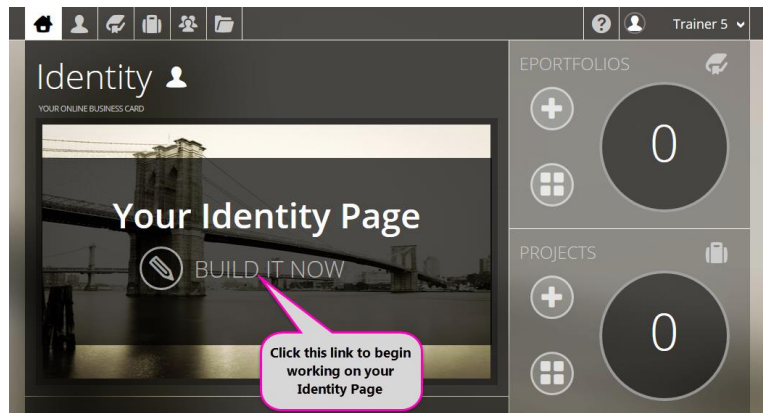 Trainer 5
Identity
YOUR ONLINE BUSINESS CARD
Your Identity Page
BUILD IT NOW
Click this link to begin
working on your
Identity Page
EPORTFOLIOS
0
PROJECTS
0